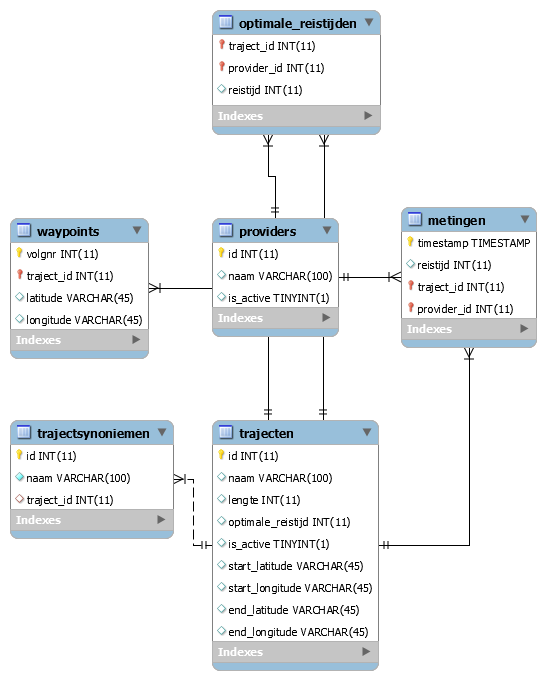 optimale_reistijden
traject_id INT(11)
provider_id INT(11)
reistijd INT(11)
Indexes
waypoints
volgnr INT(11)
traject_id INT(11)
latitude VARCHAR(45)
longitude VARCHAR(45)
Indexes
providers
id INT(11)
naam VARCHAR(100)
is_active TINYINT(1)
Indexes
metingen
timestamp TIMESTAMP
reistijd INT(11)
traject_id INT(11)
provider_id INT(11)
Indexes
trajectsynoniemen
id INT(11)
naam VARCHAR(100)
traject_id INT(11)
Indexes
trajecten
id INT(11)
naam VARCHAR(100)
lengte INT(11)
optimale_reistijd INT(11)
is_active TINYINT(1)
start_latitude VARCHAR(45)
start_longitude VARCHAR(45)
end_latitude VARCHAR(45)
end_longitude VARCHAR(45)
Indexes